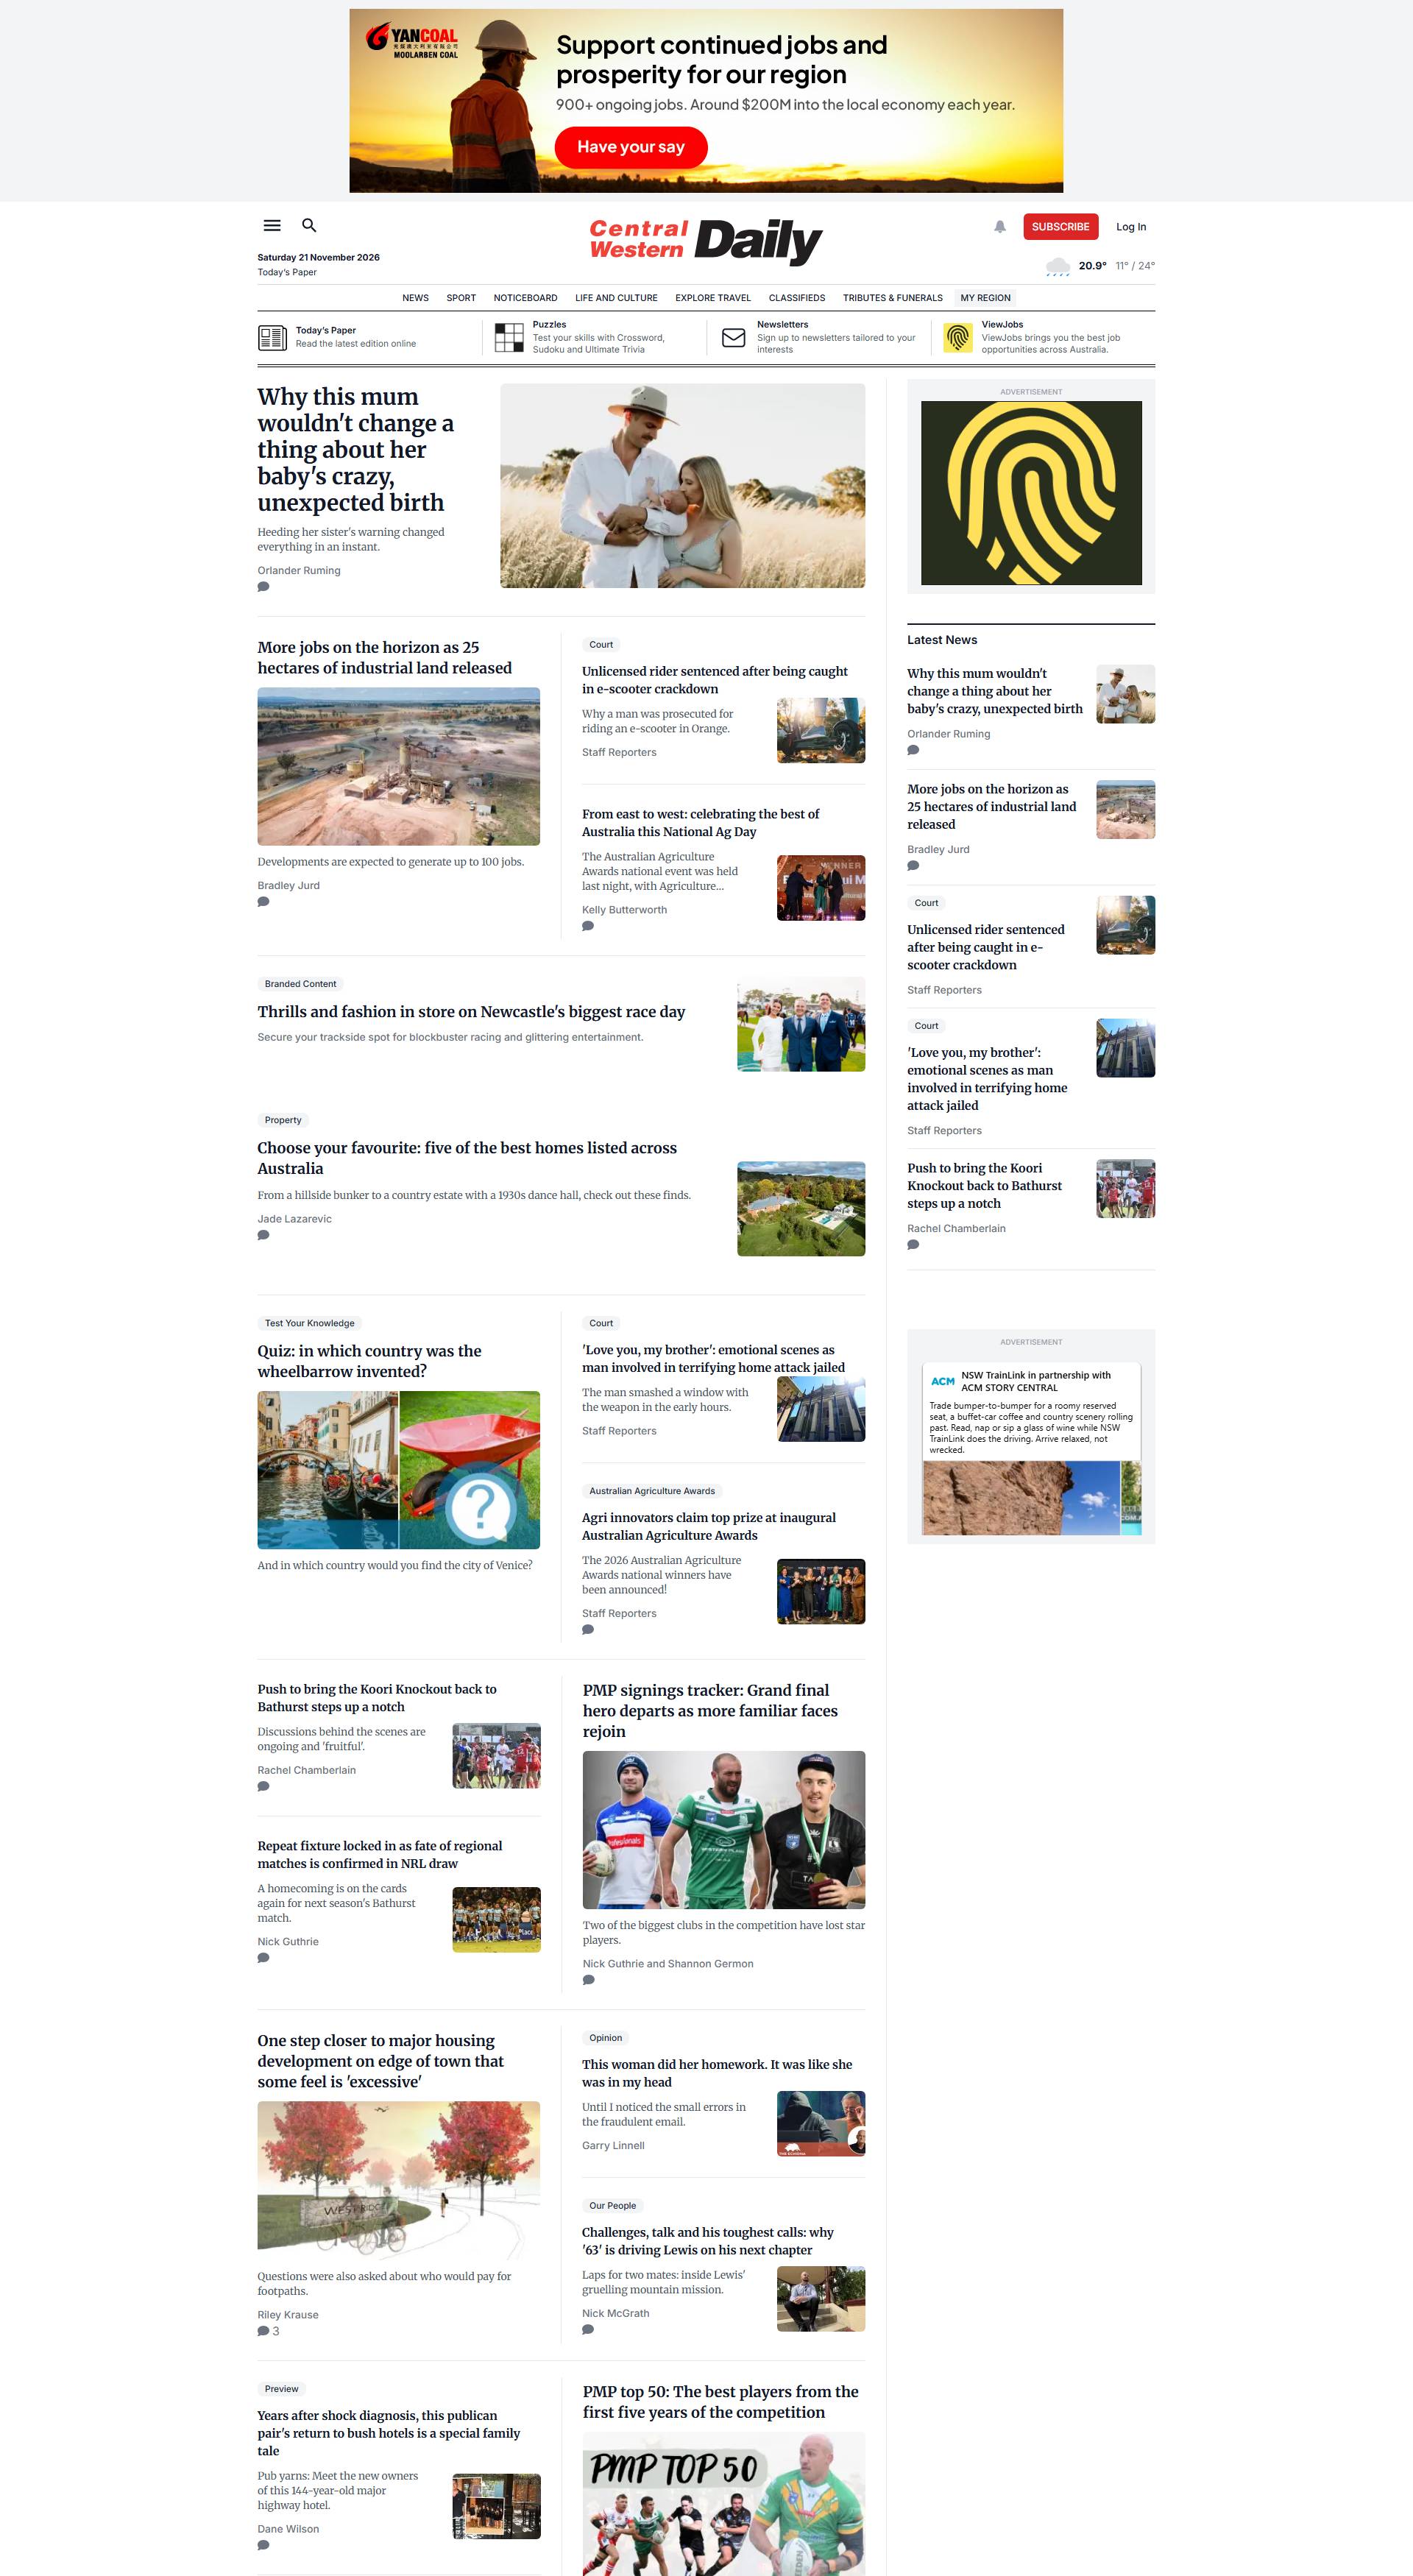 YANCOAL
MOOLARBEN COAL
Support continued jobs and
prosperity for our region
900+ ongoing jobs. Around $200M into the local economy each year.
Have your say
Central
Western
Daily
SUBSCRIBE
Log In
Saturday 21 November 2026
Today's Paper
20.9° 11° / 24°
NEWS SPORT NOTICEBOARD LIFE AND CULTURE EXPLORE TRAVEL CLASSIFIEDS TRIBUTES & FUNERALS MY REGION
Today's Paper
Read the latest edition online
Puzzles
Test your skills with Crossword,
Sudoku and Ultimate Trivia
Newsletters
Sign up to newsletters tailored to your
interests
ViewJobs
ViewJobs brings you the best job
opportunities across Australia.
Why this mum
wouldn't change a
thing about her
baby's crazy,
unexpected birth
Heeding her sister's warning changed
everything in an instant.
Orlander Ruming
More jobs on the horizon as 25
hectares of industrial land released
Developments are expected to generate up to 100 jobs.
Bradley Jurd
Court
Unlicensed rider sentenced after being caught
in e-scooter crackdown
Why a man was prosecuted for
riding an e-scooter in Orange.
Staff Reporters
From east to west: celebrating the best of
Australia this National Ag Day
The Australian Agriculture
Awards national event was held
last night, with Agriculture...
Kelly Butterworth
Branded Content
Thrills and fashion in store on Newcastle's biggest race day
Secure your trackside spot for blockbuster racing and glittering entertainment.
Property
Choose your favourite: five of the best homes listed across
Australia
From a hillside bunker to a country estate with a 1930s dance hall, check out these finds.
Jade Lazarevic
Test Your Knowledge
Quiz: in which country was the
wheelbarrow invented?
?
And in which country would you find the city of Venice?
Court
'Love you, my brother': emotional scenes as
man involved in terrifying home attack jailed
The man smashed a window with
the weapon in the early hours.
Staff Reporters
Australian Agriculture Awards
Agri innovators claim top prize at inaugural
Australian Agriculture Awards
The 2026 Australian Agriculture
Awards national winners have
been announced!
Staff Reporters
Push to bring the Koori Knockout back to
Bathurst steps up a notch
Discussions behind the scenes are
ongoing and 'fruitful'.
Rachel Chamberlain
Repeat fixture locked in as fate of regional
matches is confirmed in NRL draw
A homecoming is on the cards
again for next season's Bathurst
match.
Nick Guthrie
PMP signings tracker: Grand final
hero departs as more familiar faces
rejoin
Two of the biggest clubs in the competition have lost star
players.
Nick Guthrie and Shannon Germon
One step closer to major housing
development on edge of town that
some feel is 'excessive'
Questions were also asked about who would pay for
footpaths.
Riley Krause
3
Opinion
This woman did her homework. It was like she
was in my head
Until I noticed the small errors in
the fraudulent email.
Garry Linnell
Our People
Challenges, talk and his toughest calls: why
'63' is driving Lewis on his next chapter
Laps for two mates: inside Lewis'
gruelling mountain mission.
Nick McGrath
Preview
Years after shock diagnosis, this publican
pair's return to bush hotels is a special family
tale
Pub yarns: Meet the new owners
of this 144-year-old major
highway hotel.
Dane Wilson
PMP top 50: The best players from the
first five years of the competition
PMP TOP 50
ADVERTISEMENT
Latest News
Why this mum wouldn't
change a thing about her
baby's crazy, unexpected birth
Orlander Ruming
More jobs on the horizon as
25 hectares of industrial land
released
Bradley Jurd
Court
Unlicensed rider sentenced
after being caught in e-
scooter crackdown
Staff Reporters
Court
'Love you, my brother':
emotional scenes as man
involved in terrifying home
attack jailed
Staff Reporters
Push to bring the Koori
Knockout back to Bathurst
steps up a notch
Rachel Chamberlain
ADVERTISEMENT
ACM
NSW TrainLink in partnership with
ACM STORY CENTRAL
Trade bumper-to-bumper for a roomy reserved
seat, a buffet-car coffee and country scenery rolling
past. Read, nap or sip a glass of wine while NSW
TrainLink does the driving. Arrive relaxed, not
wrecked.